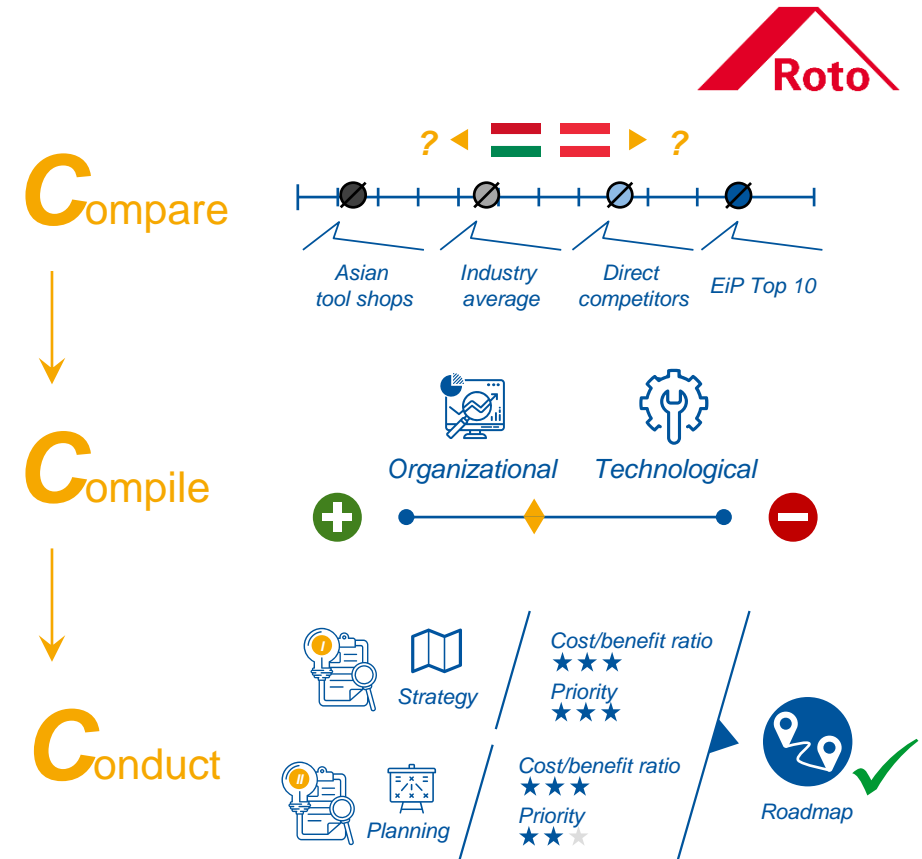 Roto
? ?
Compare
Asian
tool shops
Industry
average
Direct
competitors
EiP Top 10
Compile
Organizational
Technological
Conduct
I
Strategy
Cost/benefit ratio
Priority
II
Planning
Cost/benefit ratio
Priority
Roadmap